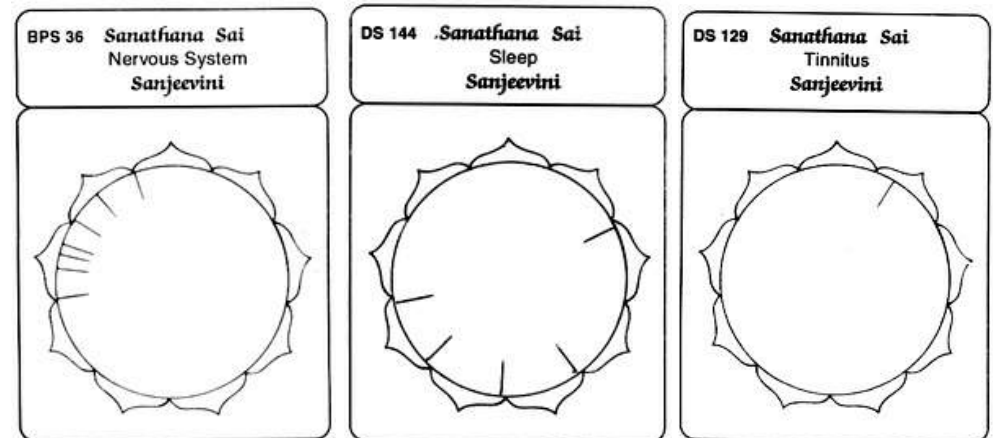 BPS 36 Sanathana Sai
Nervous System
Sanjeevini
DS 144 .Sanathana Sai
Sleep
Sanjeevini
DS 129 Sanathana Sai
Tinnitus
Sanjeevini